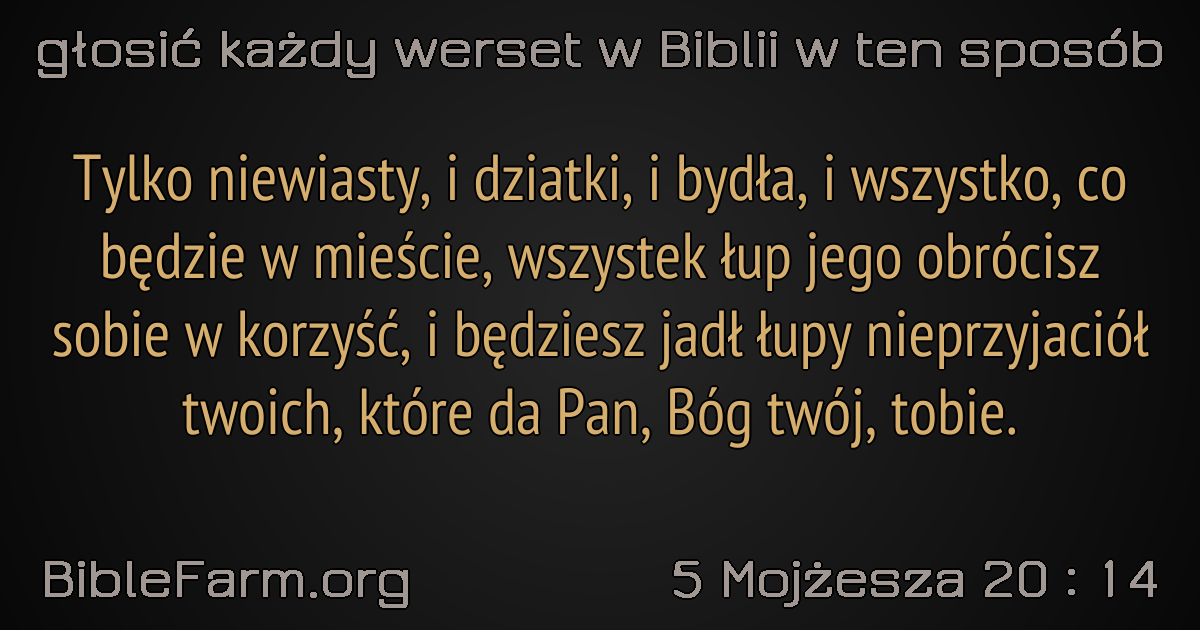 głosić każdy werset w Biblii w ten sposób
Tylko niewiasty, i dziatki, i bydła, i wszystko, co
będzie w mieście, wszystek łup jego obrócisz
sobie w korzyść, i będziesz jadł łupy nieprzyjaciół
twoich, które da Pan, Bóg twój, tobie.
BibleFarm.org
5 Mojżesza 20 : 14